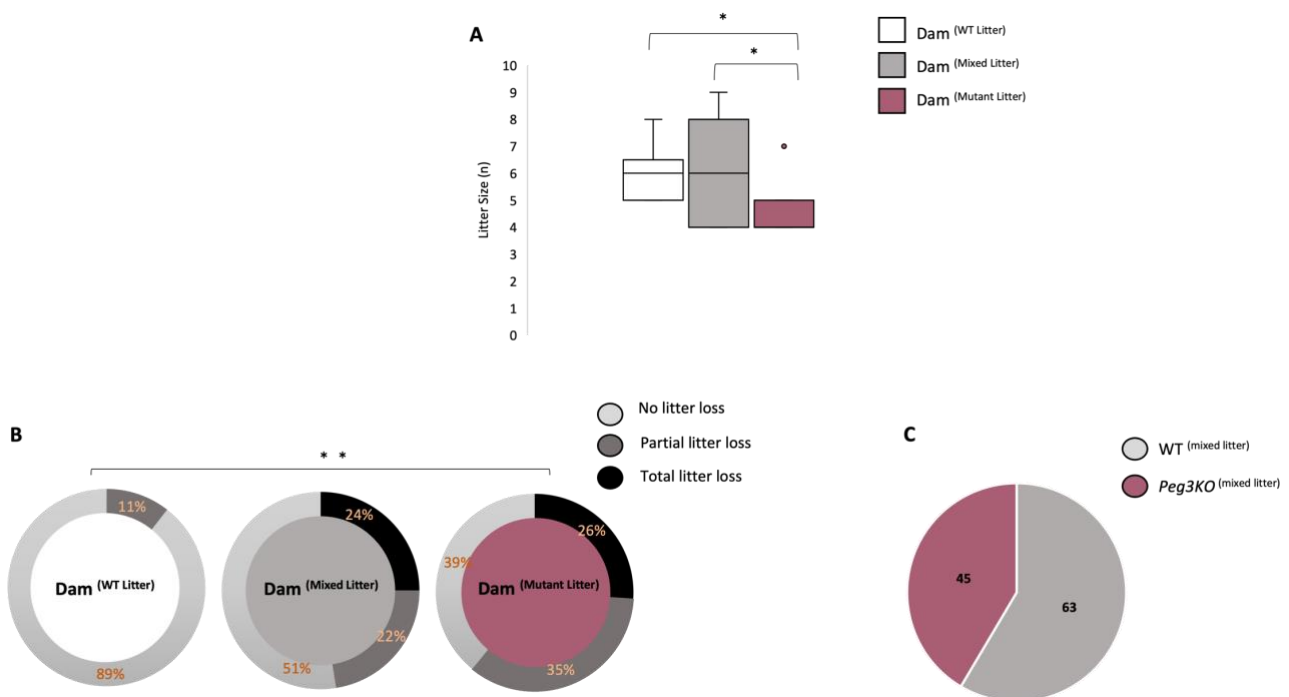 A
*
*
10
9
8
7
6
5
4
3
2
1
0
Litter Size (n)
Dam (WT Litter)
Dam (Mixed Litter)
Dam (Mutant Litter)
B
No litter loss
Partial litter loss
Total litter loss
* *
11%
Dam (WT Litter)
89%
24%
Dam (Mixed Litter)
22%
51%
26%
39%
Dam (Mutant Litter)
35%
C
WT (mixed litter)
Peg3KO (mixed litter)
45
63